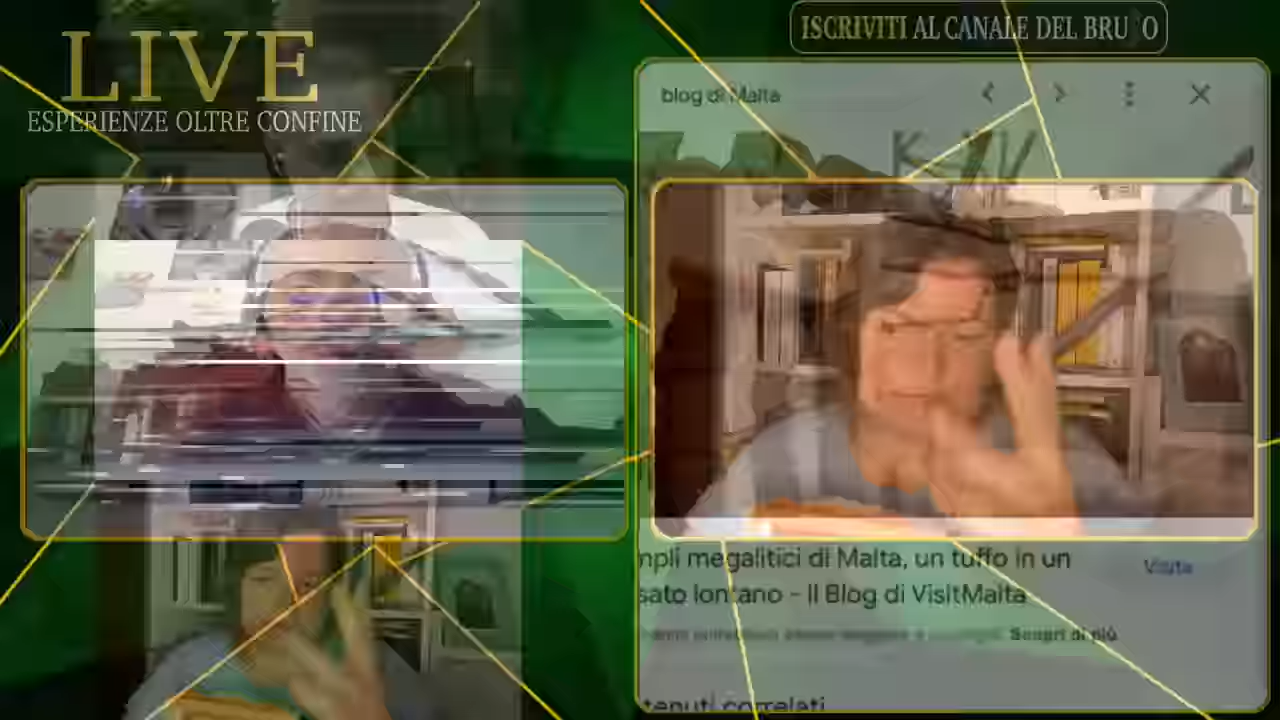 LIVE
ESPERIENZE OLTRE CONFINE
ISCRIVITI AL CANALE DEL BRU O
blog di Malta
mpli megalitici di Malta, un tuffo in un
sato lontano - Il Blog di VisitMalta
Visita
Scopri di più
tenuti correlati